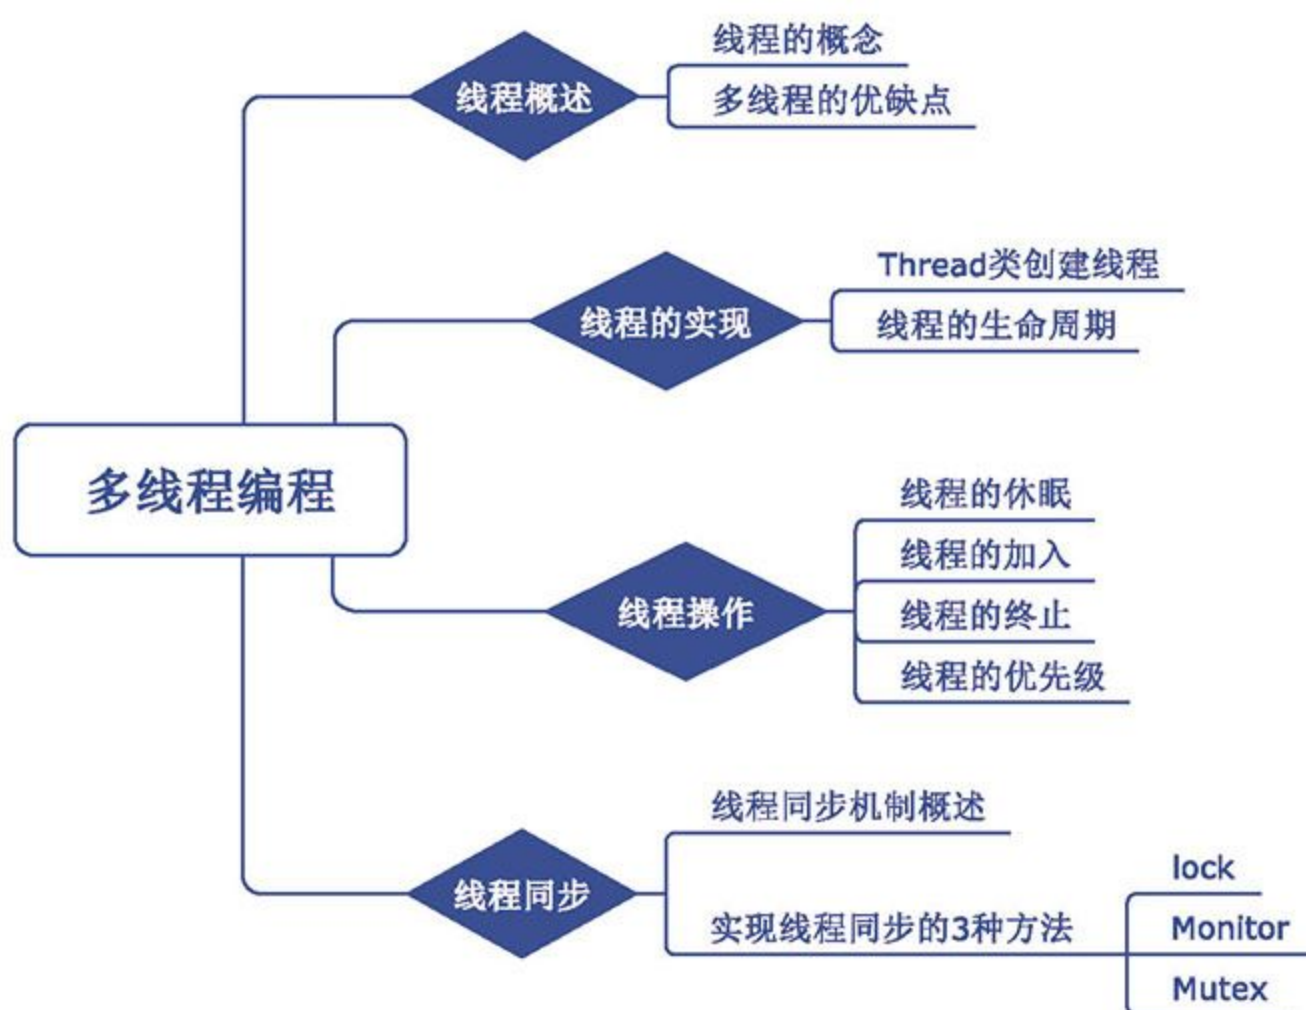 线程概述
线程的概念
多线程的优缺点
线程的实现
Thread类创建线程
线程的生命周期
多线程编程
线程操作
线程的休眠
线程的加入
线程的终止
线程的优先级
线程同步
线程同步机制概述
实现线程同步的3种方法
lock
Monitor
Mutex